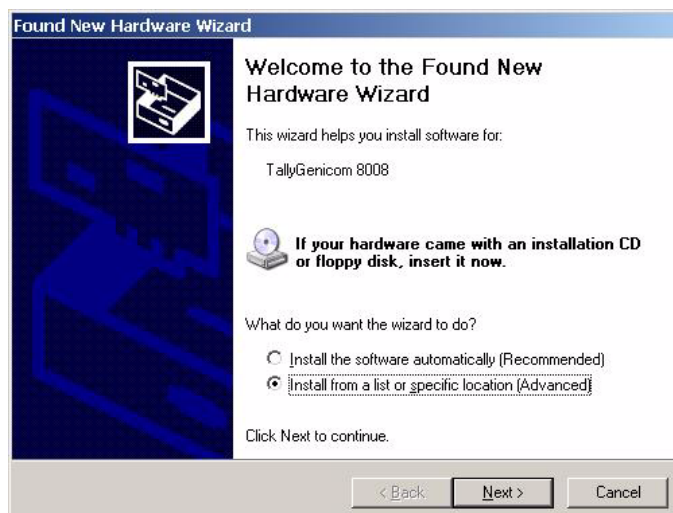 Found New Hardware Wizard
Welcome to the Found New
Hardware Wizard
This wizard helps you install software for:
TallyGenicom 8008
If your hardware came with an installation CD
or floppy disk, insert it now.
What do you want the wizard to do?
Install the software automatically (Recommended)
Install from a list or specific location (Advanced)
Click Next to continue.
< Back Next > Cancel